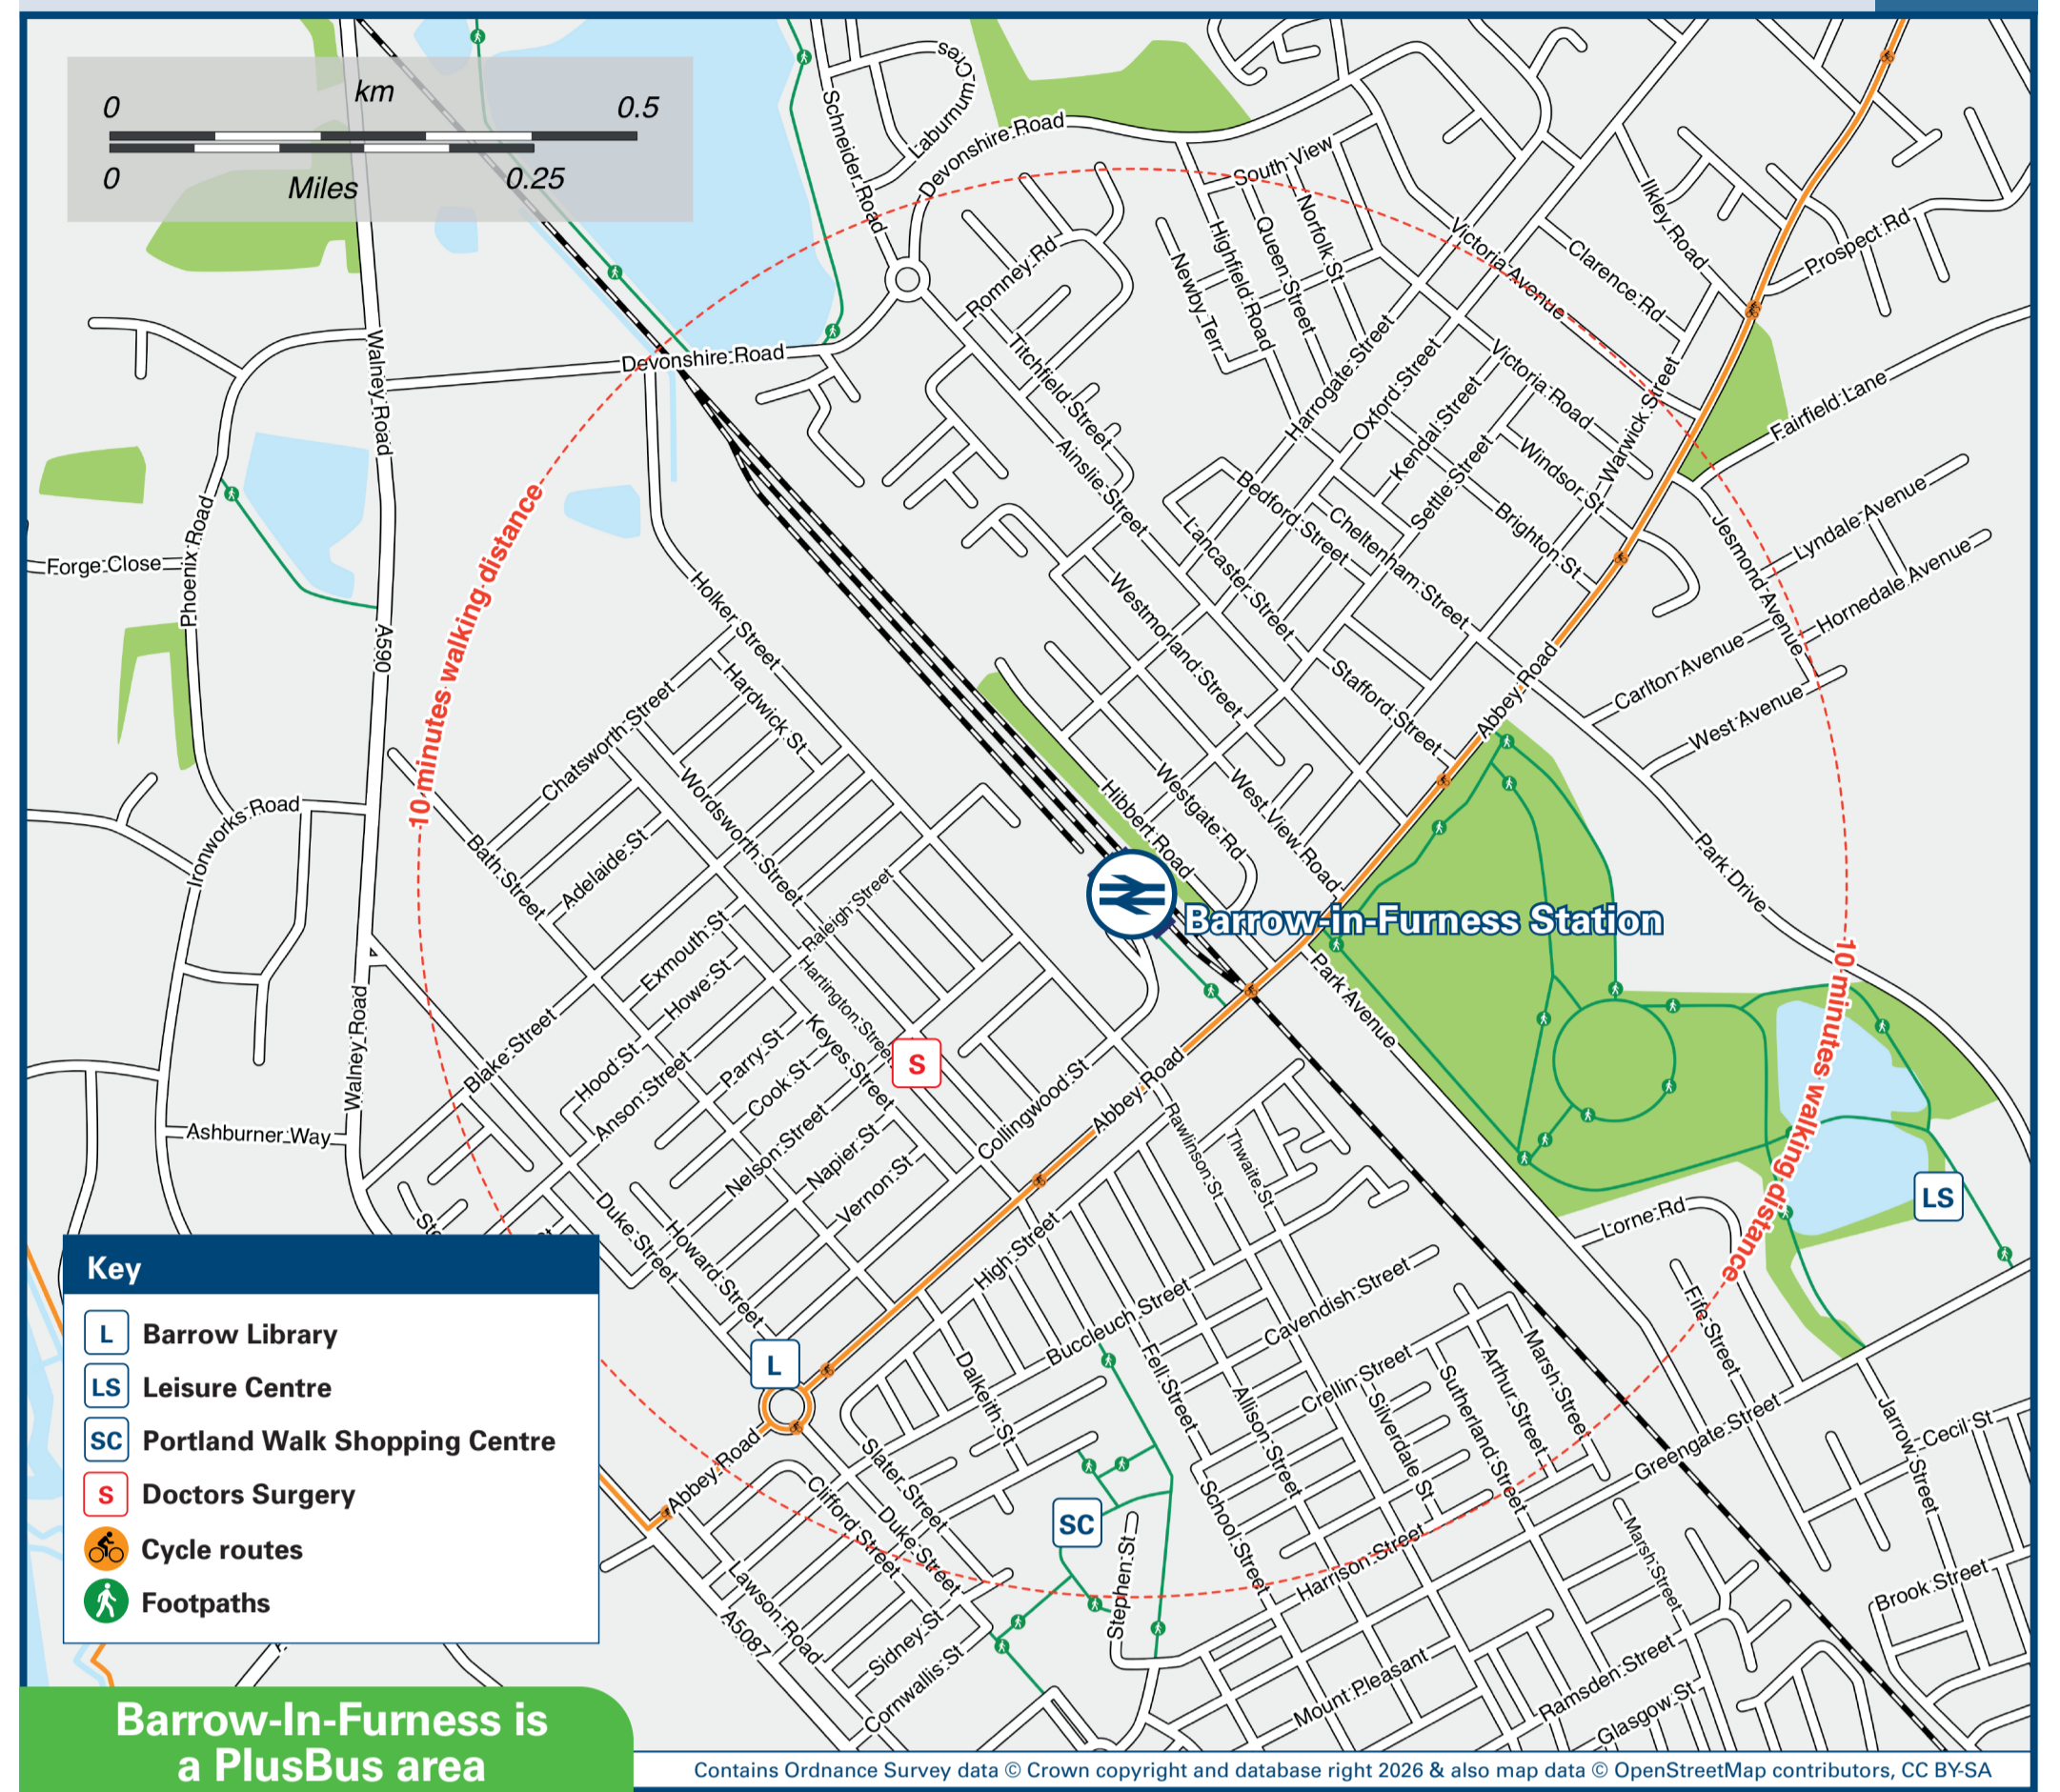 km
0
0.5
0
Miles
0.25
Schneider Road
Laburnum Cres
Devonshire Road
South View
Norfolk St
Queen Street
Highfield Road
Newby Terr
Romney Rd
Titchfield Street
Ainslie Street
Victoria Avenue
Clarence Rd
Ilkley Road
Prospect Rd
Fairfield Lane
Victoria Road
Warwick Street
Windsor St
Harrogate Street
Oxford Street
Kendal Street
Settle Street
Brighton St
Bedford Street
Cheltenham Street
Lancaster Street
Westmorland Street
Stafford Street
Jesmond Avenue
Lyndale Avenue
Hornedale Avenue
Carlton Avenue
West Avenue
Abbey Road
Park Drive
Walney Road
Devonshire Road
Phoenix Road
Forge Close
A590
10 minutes walking distance
Holker Street
Hardwick St
Chatsworth Street
Wordsworth Street
Adelaide St
Bath Street
Ironworks Road
Hibbert Road
Westgate Rd
West View Road
Barrow-in-Furness Station
Raleigh Street
Hartington Street
Exmouth St
Howe St
Blake Street
Hood St
Anson Street
Parry St
Cook St
Keyes Street
Nelson Street
Napier St
Vernon St
Collingwood St
S
Walney Road
Ashburner Way
Park Avenue
Abbey Road
10 minutes walking distance
LS
Lorne Rd
Rawlinson St
Thwaite St
High Street
Duke Street
Howard Street
L
Buccleuch Street
Cavendish Street
Dalkeith St
Fell Street
Allison Street
Crellin Street
Silverdale St
Sutherland Street
Arthur Street
Marsh Street
Fife Street
Greengate Street
Jarrow Street
Cecil St
Brook Street
Abbey Road
Slater Street
Duke Street
Clifford Street
Lawson Road
A5087
Sidney St
Cornwallis St
SC
Stephen St
School Street
Harrison Street
Marsh Street
Mount Pleasant
Ramsden Street
Glasgow St
Key
L Barrow Library
LS Leisure Centre
SC Portland Walk Shopping Centre
S Doctors Surgery
Cycle routes
Footpaths
Barrow-In-Furness is
a PlusBus area
Contains Ordnance Survey data © Crown copyright and database right 2026 & also map data © OpenStreetMap contributors, CC BY-SA